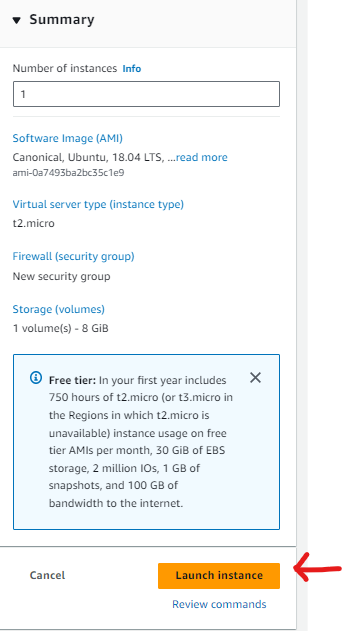 Summary
Number of instances Info
1
Software Image (AMI)
Canonical, Ubuntu, 18.04 LTS, ...read more
ami-0a7493ba2bc35c1e9
Virtual server type (instance type)
t2.micro
Firewall (security group)
New security group
Storage (volumes)
1 volume(s) - 8 GiB
Free tier: In your first year includes
750 hours of t2.micro (or t3.micro in
the Regions in which t2.micro is
unavailable) instance usage on free
tier AMIs per month, 30 GiB of EBS
storage, 2 million IOs, 1 GB of
snapshots, and 100 GB of
bandwidth to the internet.
Cancel
Launch instance
Review commands